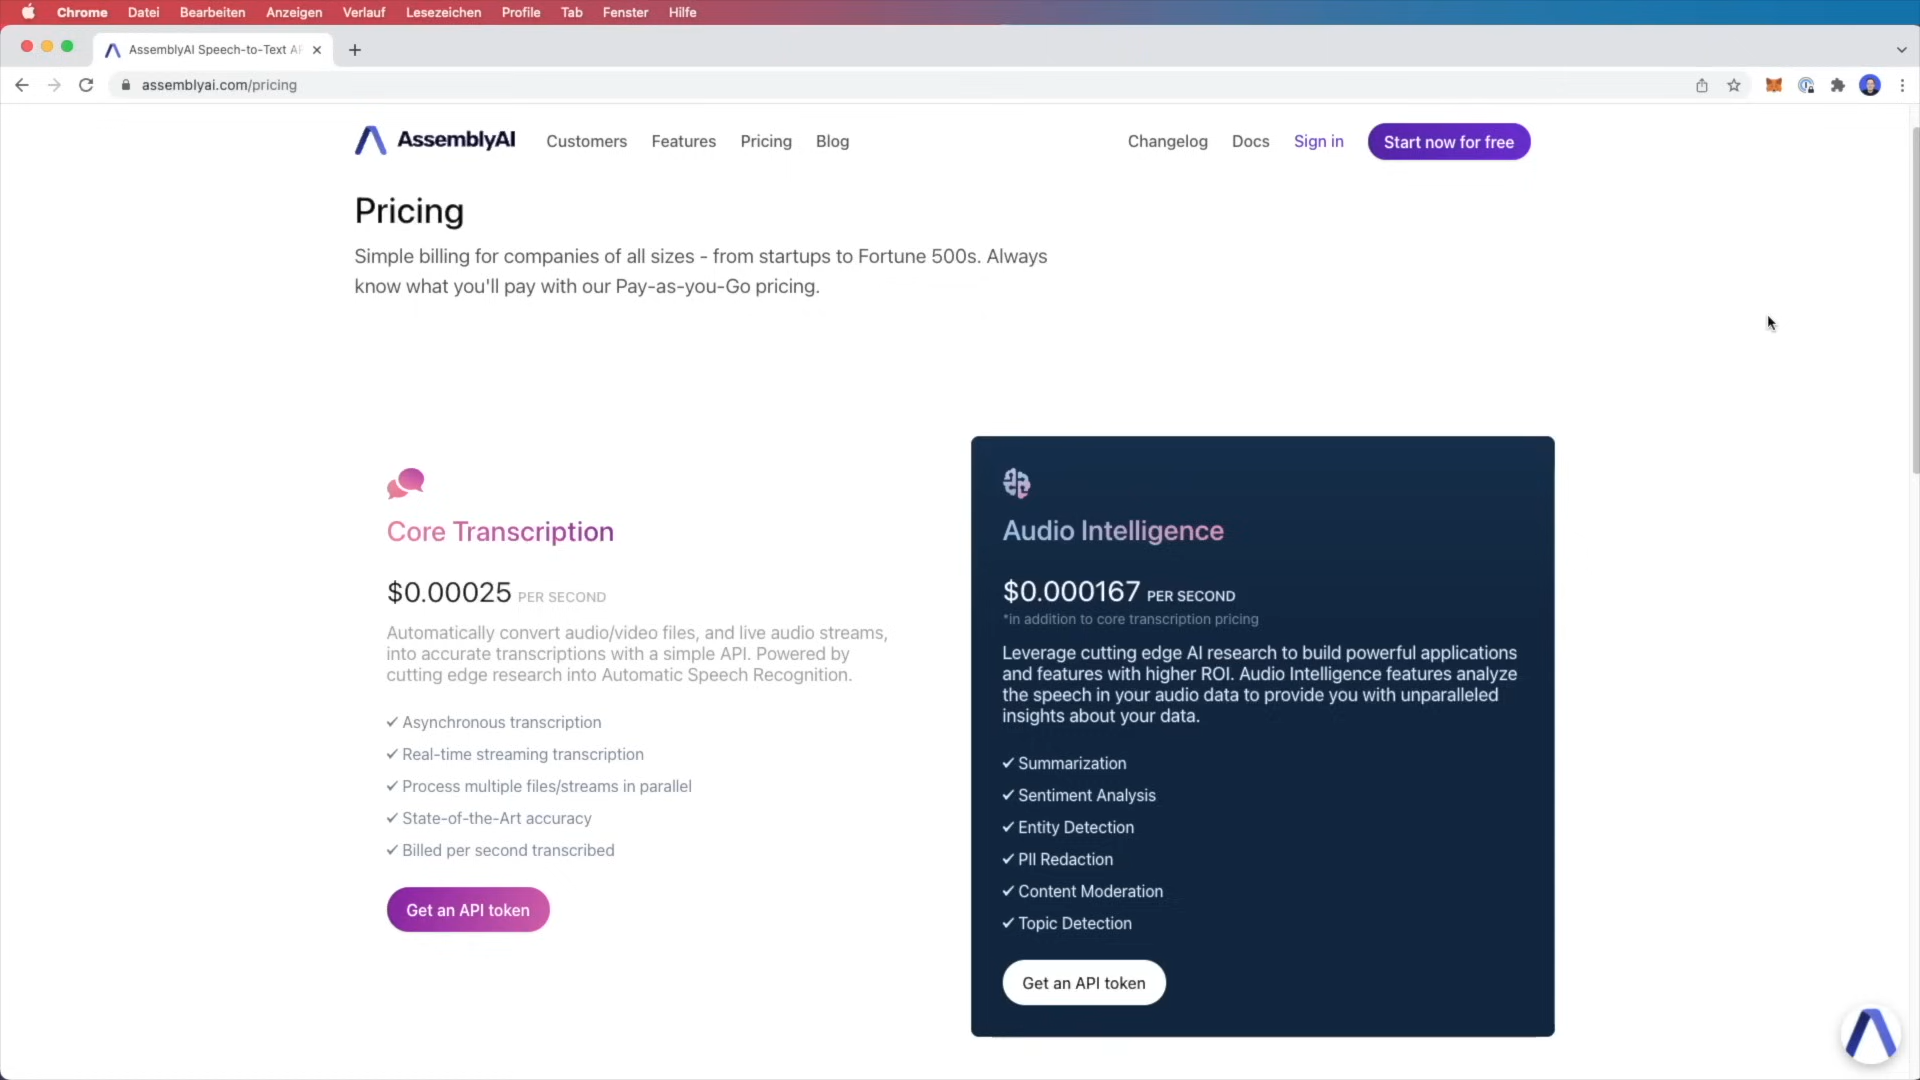 Chrome Datei Bearbeiten Anzeigen Verlauf Lesezeichen Profile Tab Fenster Hilfe
AssemblyAI Speech-to-Text AP
assemblyai.com/pricing
AssemblyAI Customers Features Pricing Blog Changelog Docs Sign in Start now for free
Pricing
Simple billing for companies of all sizes - from startups to Fortune 500s. Always
know what you'll pay with our Pay-as-you-Go pricing.
Core Transcription
$0.00025 PER SECOND
Automatically convert audio/video files, and live audio streams,
into accurate transcriptions with a simple API. Powered by
cutting edge research into Automatic Speech Recognition.
✓ Asynchronous transcription
✓ Real-time streaming transcription
✓ Process multiple files/streams in parallel
✓ State-of-the-Art accuracy
✓ Billed per second transcribed
Get an API token
Audio Intelligence
$0.000167 PER SECOND
*in addition to core transcription pricing
Leverage cutting edge AI research to build powerful applications
and features with higher ROI. Audio Intelligence features analyze
the speech in your audio data to provide you with unparalleled
insights about your data.
✓ Summarization
✓ Sentiment Analysis
✓ Entity Detection
✓ PII Redaction
✓ Content Moderation
✓ Topic Detection
Get an API token